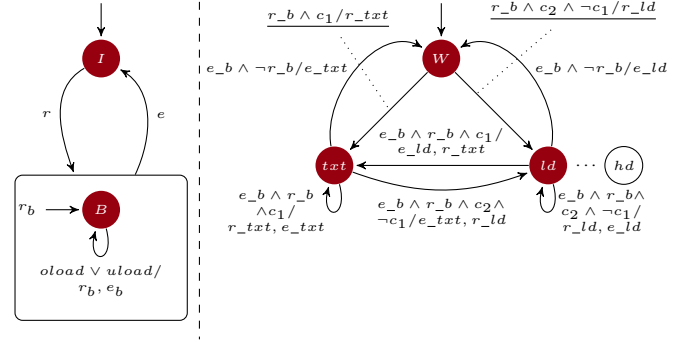 I
r
e
r_b
B
oload ∨ uload/
r_b, e_b
r_b ∧ c_1/r_txt
r_b ∧ c_2 ∧ ¬c_1/r_ld
W
e_b ∧ ¬r_b/e_txt
e_b ∧ ¬r_b/e_ld
e_b ∧ r_b ∧ c_1/
e_ld, r_txt
txt
ld
···
hd
e_b ∧ r_b
∧c_1/
r_txt, e_txt
e_b ∧ r_b ∧ c_2∧
¬c_1/e_txt, r_ld
e_b ∧ r_b∧
c_2 ∧ ¬c_1/
r_ld, e_ld